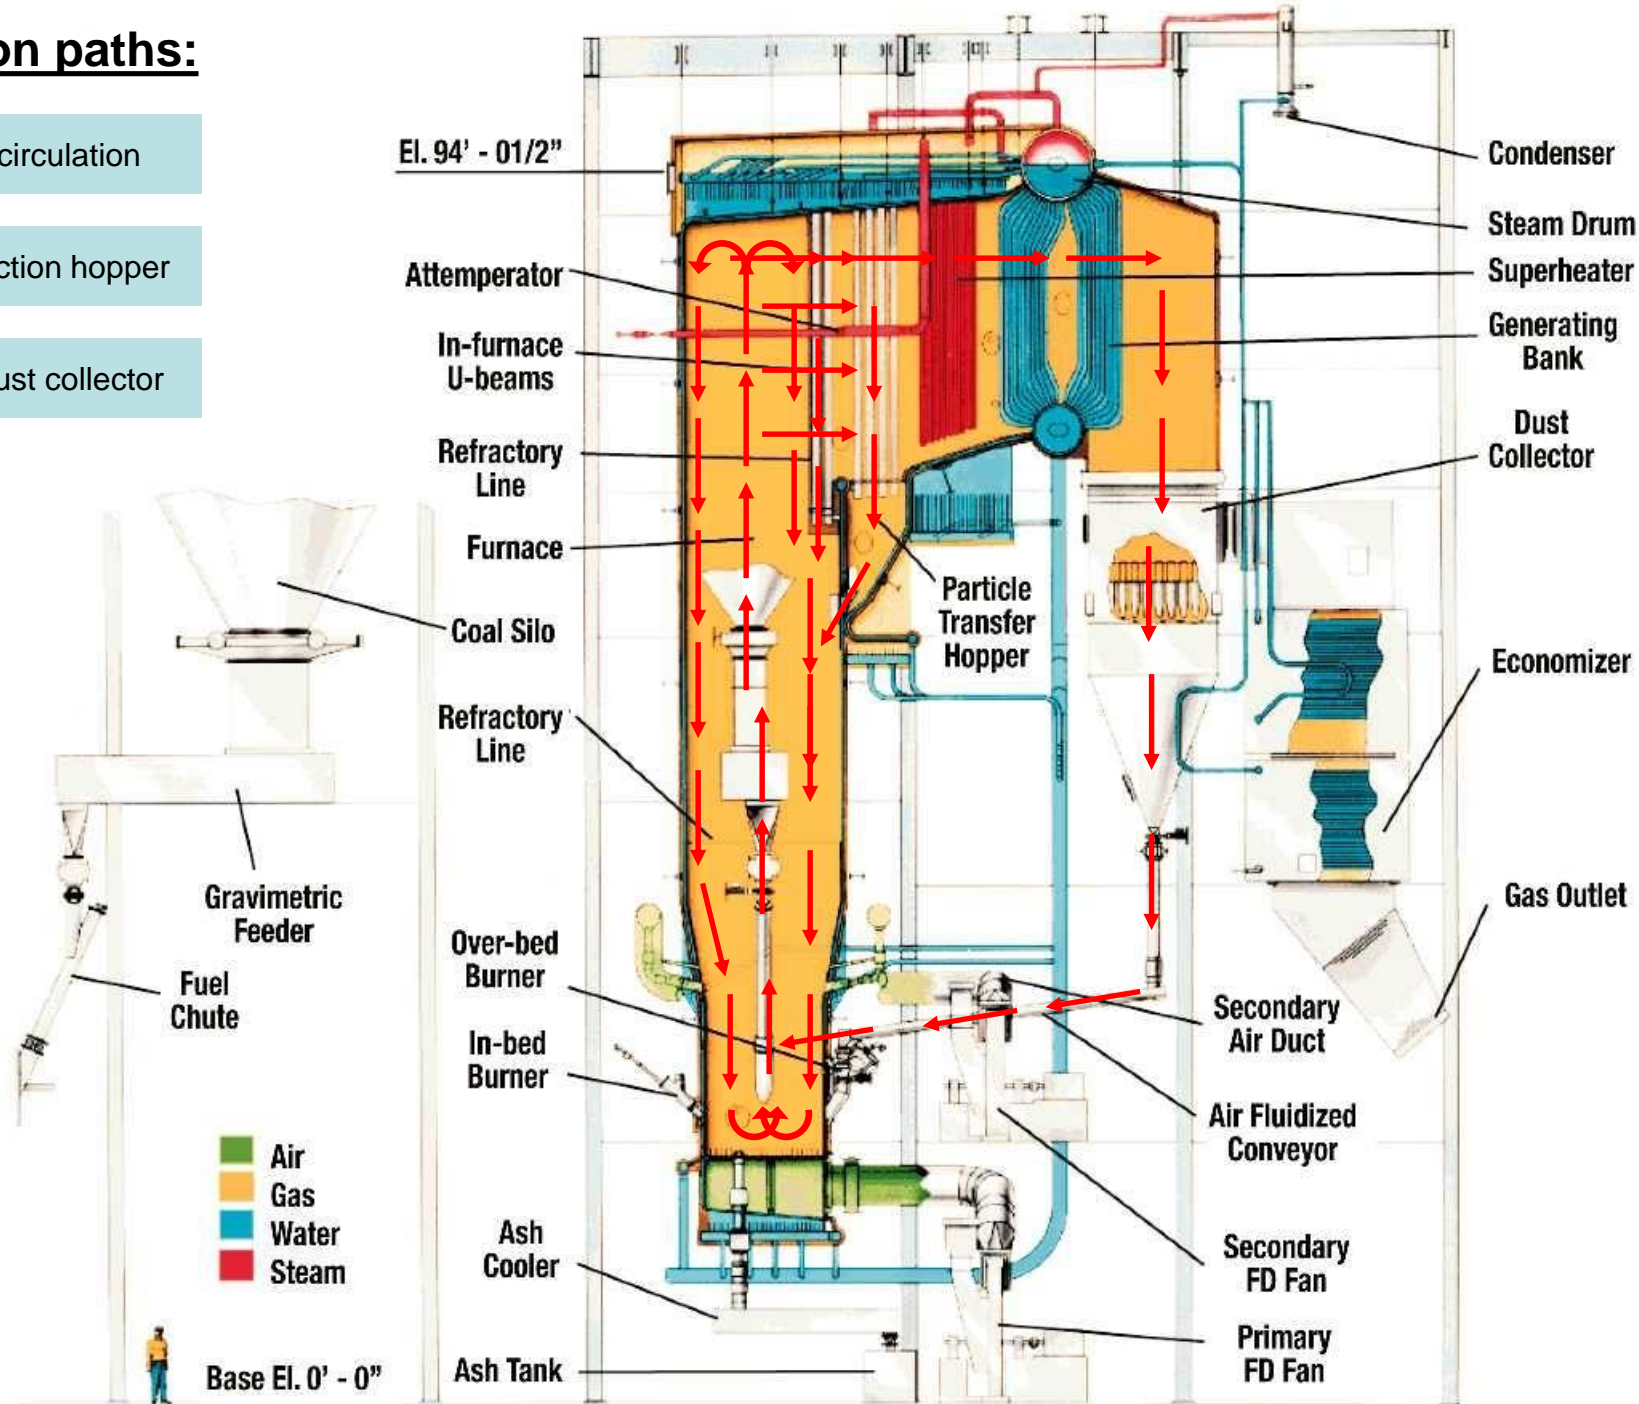 on paths:
circulation
ction hopper
ust collector
El. 94’ - 01/2”
Attemperator
In-furnace
U-beams
Refractory
Line
Furnace
Coal Silo
Refractory
Line
Gravimetric
Feeder
Fuel
Chute
Over-bed
Burner
In-bed
Burner
Air
Gas
Water
Steam
Ash
Cooler
Ash Tank
Base El. 0’ - 0”
Particle
Transfer
Hopper
Condenser
Steam Drum
Superheater
Generating
Bank
Dust
Collector
Economizer
Gas Outlet
Secondary
Air Duct
Air Fluidized
Conveyor
Secondary
FD Fan
Primary
FD Fan